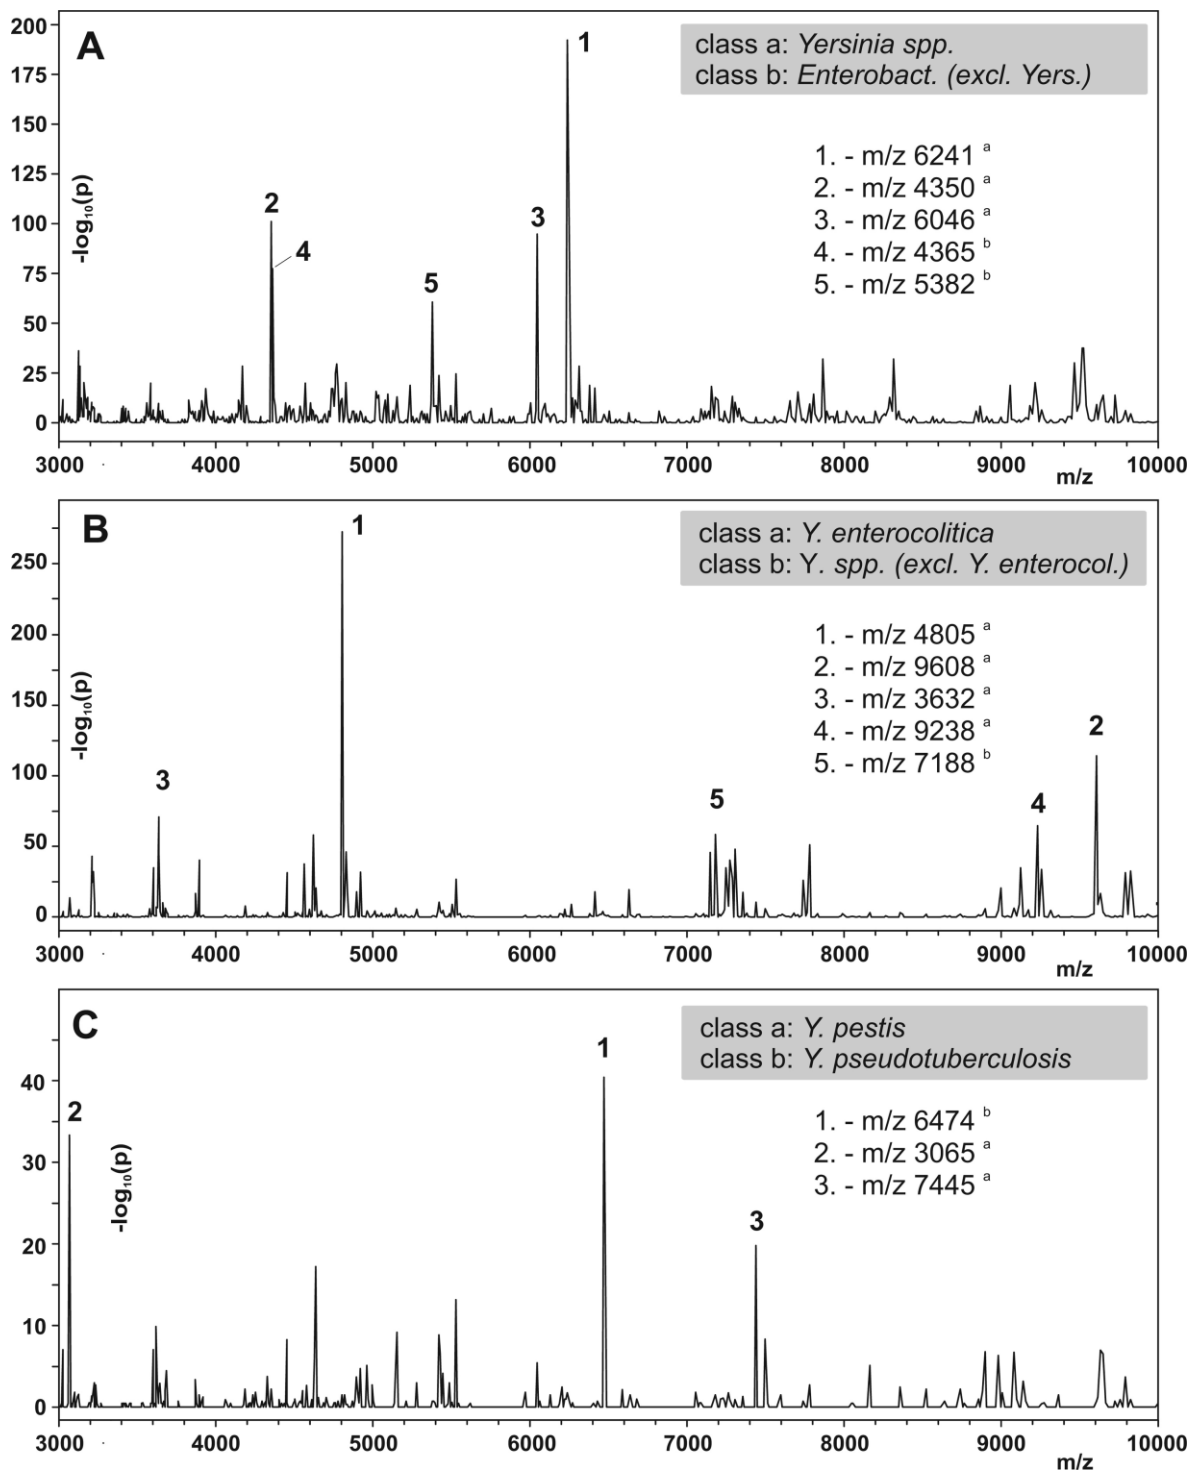 A
class a: Yersinia spp.
class b: Enterobact. (excl. Yers.)
1
2
3
4
5
1. - m/z 6241 ᵃ
2. - m/z 4350 ᵃ
3. - m/z 6046 ᵃ
4. - m/z 4365 ᵇ
5. - m/z 5382 ᵇ
-log₁₀(p)
200
175
150
125
100
75
50
25
0
3000 4000 5000 6000 7000 8000 9000 10000
m/z
B
class a: Y. enterocolitica
class b: Y. spp. (excl. Y. enterocol.)
1
2
3
4
5
1. - m/z 4805 ᵃ
2. - m/z 9608 ᵃ
3. - m/z 3632 ᵃ
4. - m/z 9238 ᵃ
5. - m/z 7188 ᵇ
-log₁₀(p)
250
200
150
100
50
0
3000 4000 5000 6000 7000 8000 9000 10000
m/z
C
class a: Y. pestis
class b: Y. pseudotuberculosis
1
2
3
1. - m/z 6474 ᵇ
2. - m/z 3065 ᵃ
3. - m/z 7445 ᵃ
-log₁₀(p)
40
30
20
10
0
3000 4000 5000 6000 7000 8000 9000 10000
m/z